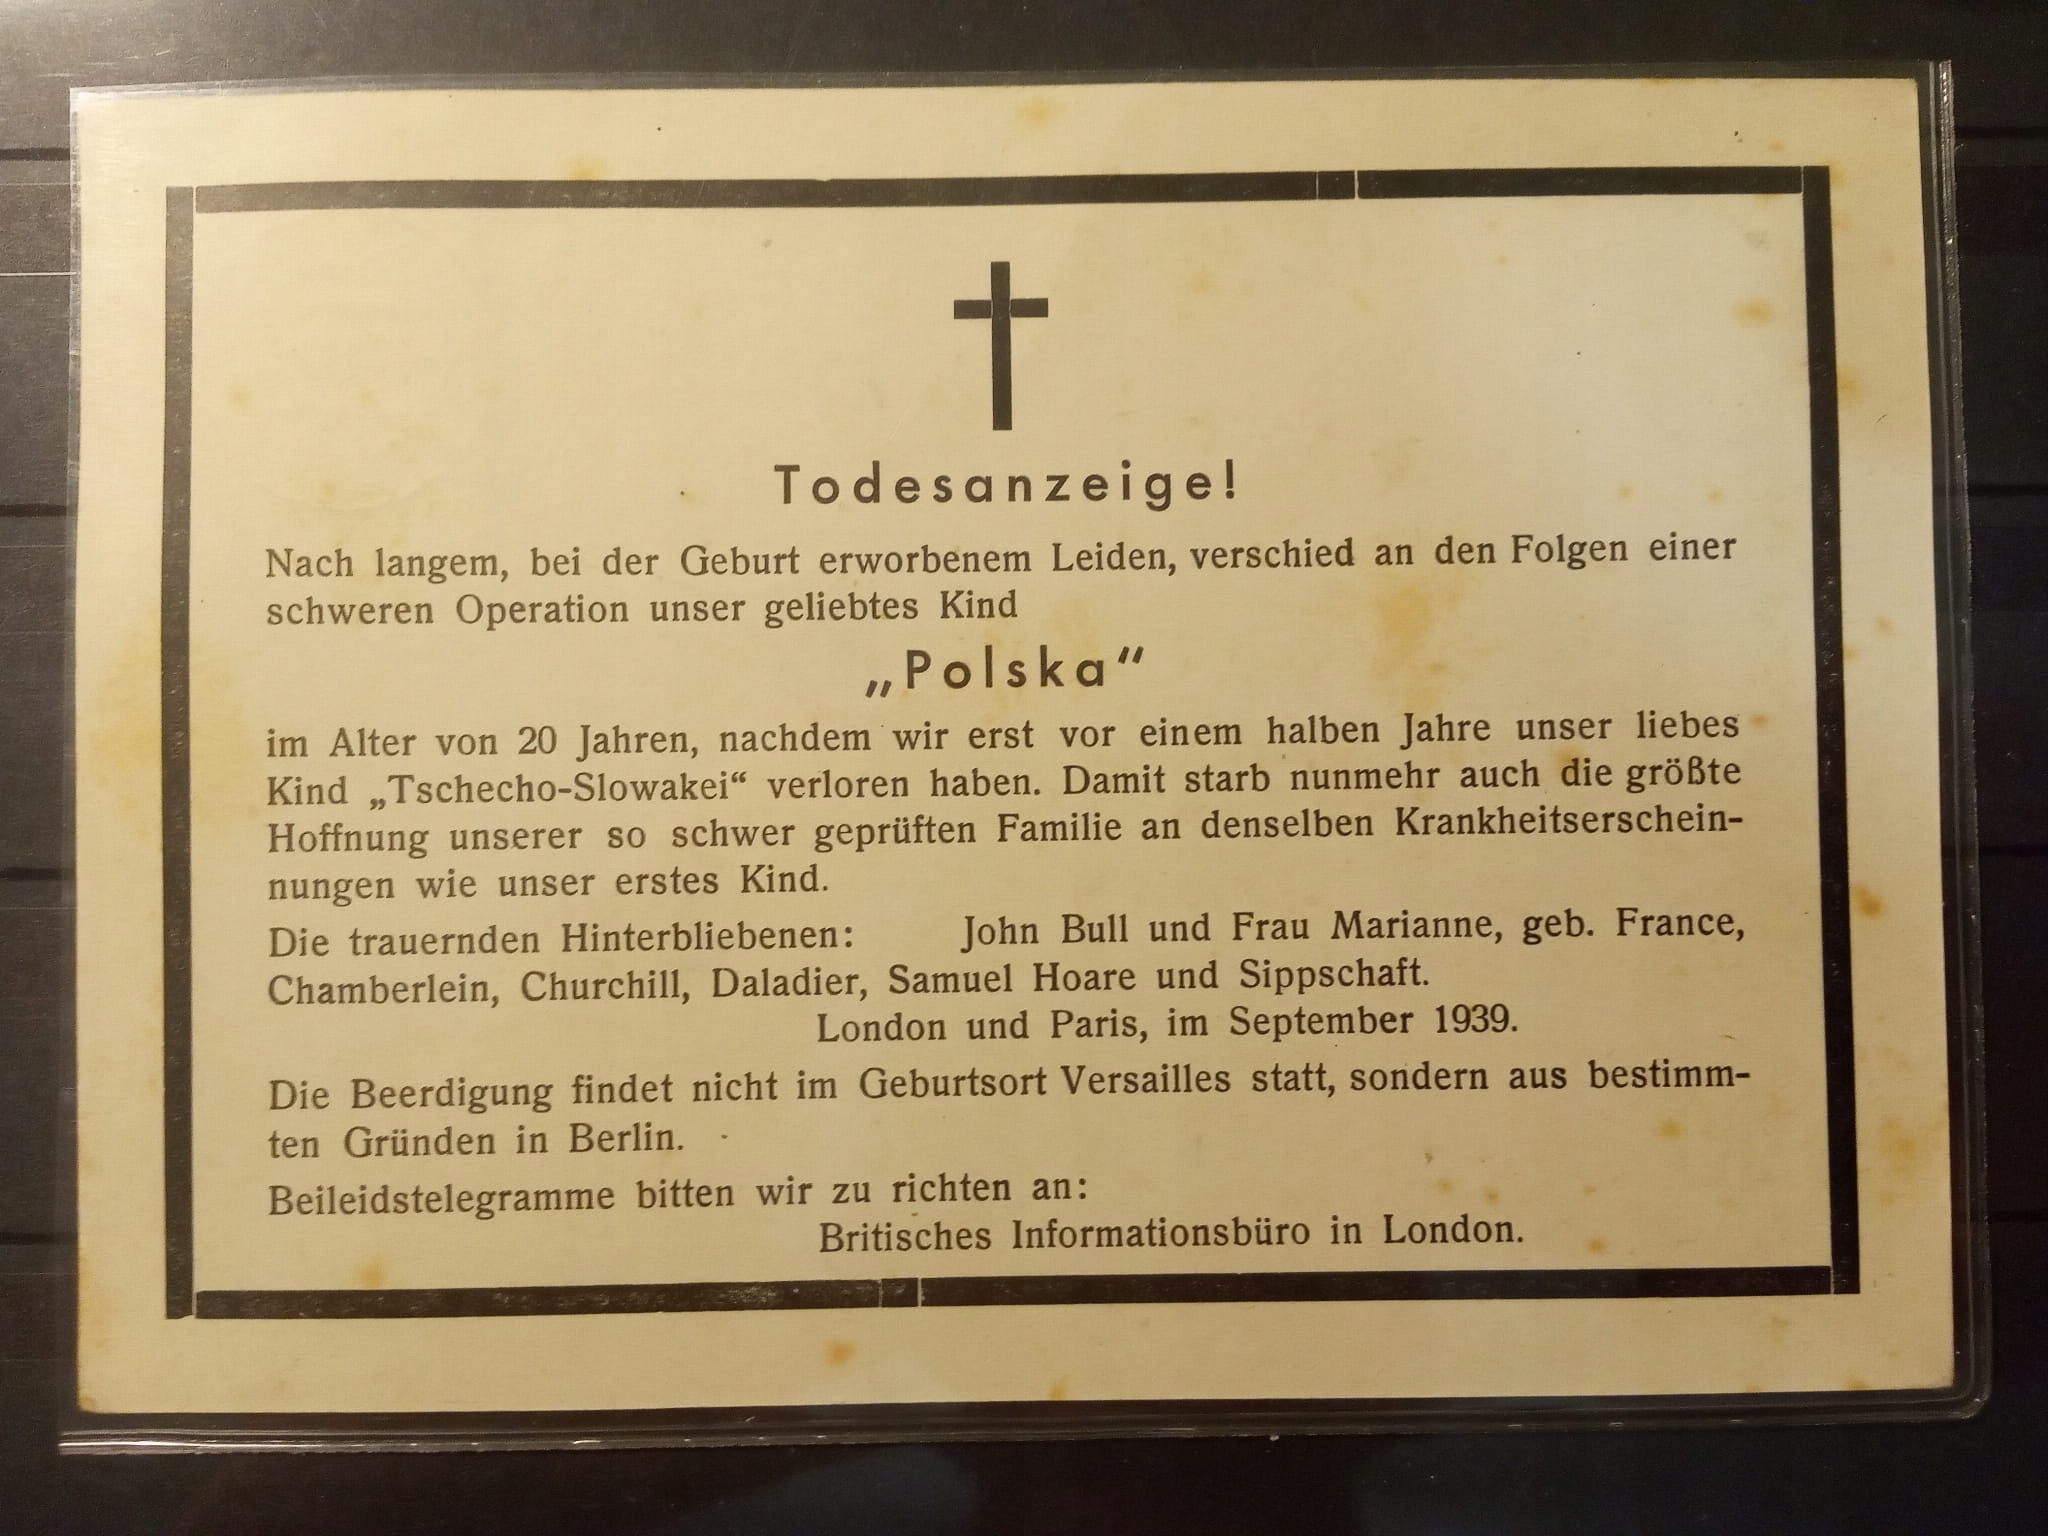 Todesanzeige!
Nach langem, bei der Geburt erworbenem Leiden, verschied an den Folgen einer
schweren Operation unser geliebtes Kind
„Polska“
im Alter von 20 Jahren, nachdem wir erst vor einem halben Jahre unser liebes
Kind „Tschecho-Slowakei“ verloren haben. Damit starb nunmehr auch die größte
Hoffnung unserer so schwer geprüften Familie an denselben Krankheitserschein-
nungen wie unser erstes Kind.
Die trauernden Hinterbliebenen: John Bull und Frau Marianne, geb. France,
Chamberlein, Churchill, Daladier, Samuel Hoare und Sippschaft.
London und Paris, im September 1939.
Die Beerdigung findet nicht im Geburtsort Versailles statt, sondern aus bestimm-
ten Gründen in Berlin.
Beileidstelegramme bitten wir zu richten an:
Britisches Informationsbüro in London.